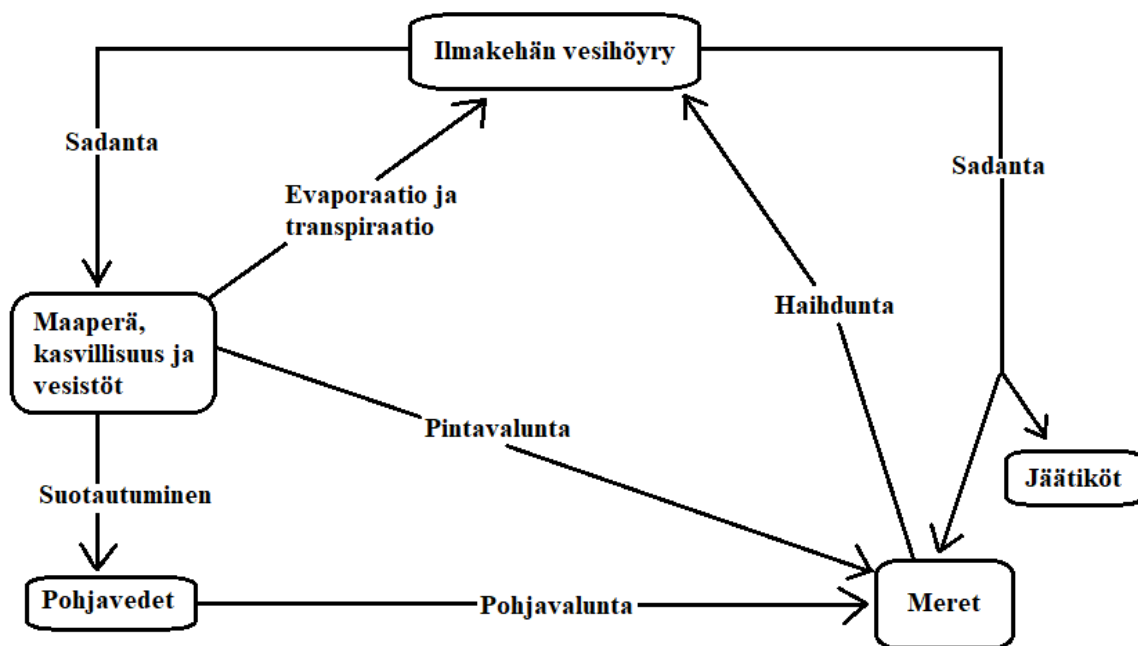 Ilmakehän vesihöyry
Sadanta
Sadanta
Evaporaatio ja
transpiraatio
Haihdunta
Maaperä,
kasvillisuus ja
vesistöt
Pintavalunta
Jäätiköt
Suotautuminen
Pohjavedet
Pohjavalunta
Meret